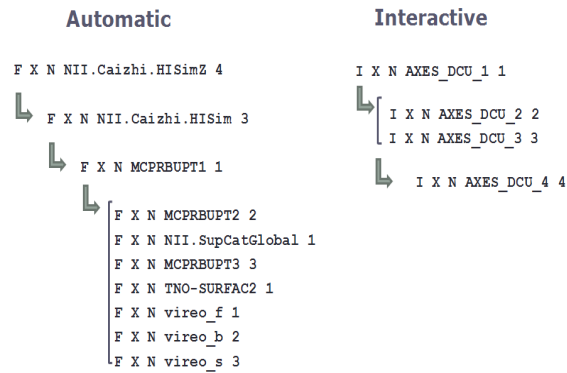 Automatic
F X N NII.Caizhi.HISimZ 4
F X N NII.Caizhi.HISim 3
F X N MCPRBUPT1 1
F X N MCPRBUPT2 2
F X N NII.SupCatGlobal 1
F X N MCPRBUPT3 3
F X N TNO-SURFAC2 1
F X N vireo_f 1
F X N vireo_b 2
F X N vireo_s 3
Interactive
I X N AXES_DCU_1 1
I X N AXES_DCU_2 2
I X N AXES_DCU_3 3
I X N AXES_DCU_4 4